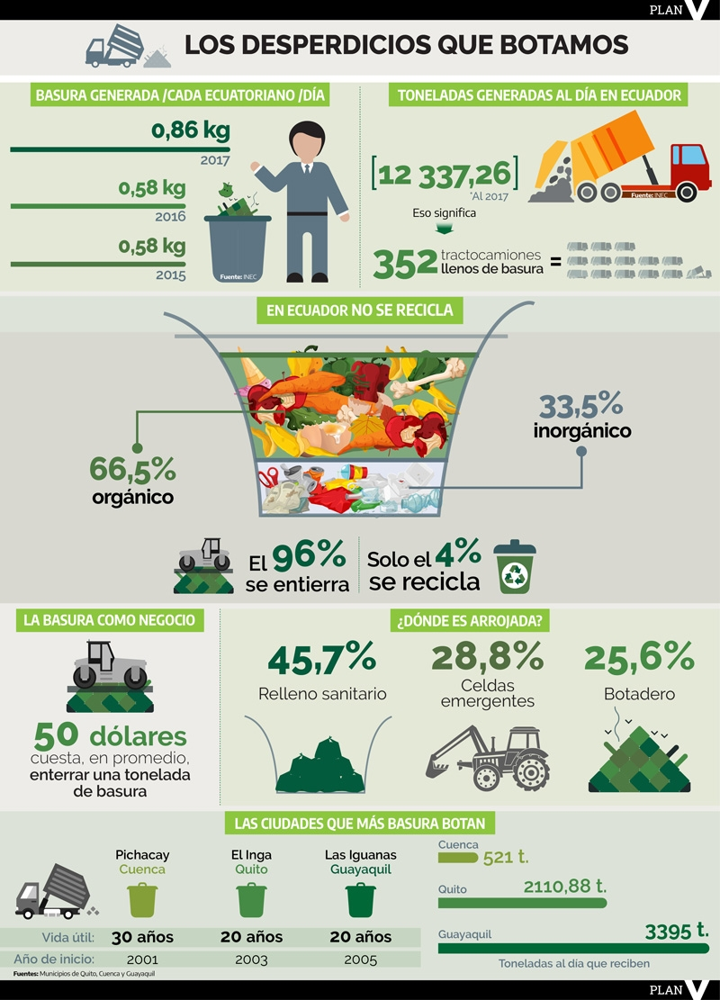 PLAN V
LOS DESPERDICIOS QUE BOTAMOS
BASURA GENERADA /CADA ECUATORIANO /DÍA
0,86 kg
2017
0,58 kg
2016
0,58 kg
2015
Fuente: INEC
TONELADAS GENERADAS AL DÍA EN ECUADOR
[12 337,26]
*Al 2017
Fuente: INEC
Eso significa
352 tractocamiones
llenos de basura =
EN ECUADOR NO SE RECICLA
66,5%
orgánico
33,5%
inorgánico
El 96%
se entierra
Solo el 4%
se recicla
LA BASURA COMO NEGOCIO
50 dólares
cuesta, en promedio,
enterrar una tonelada
de basura
¿DÓNDE ES ARROJADA?
45,7%
Relleno sanitario
28,8%
Celdas
emergentes
25,6%
Botadero
LAS CIUDADES QUE MÁS BASURA BOTAN
Pichacay
Cuenca
El Inga
Quito
Las Iguanas
Guayaquil
Vida útil: 30 años 20 años 20 años
Año de inicio: 2001 2003 2005
Fuentes: Municipios de Quito, Cuenca y Guayaquil
Cuenca
521 t.
Quito 2110,88 t.
Guayaquil 3395 t.
Toneladas al día que reciben
PLAN V